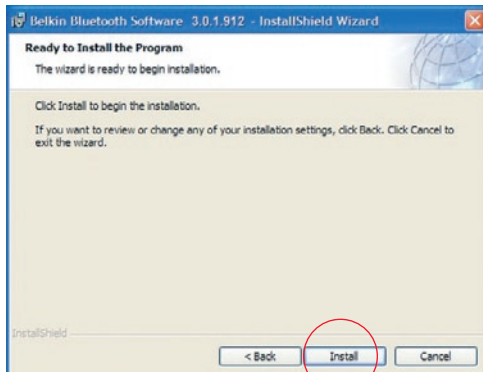 Belkin Bluetooth Software 3.0.1.912 - InstallShield Wizard
Ready to Install the Program
The wizard is ready to begin installation.
Click Install to begin the installation.
If you want to review or change any of your installation settings, click Back. Click Cancel to
exit the wizard.
InstallShield
< Back Install Cancel